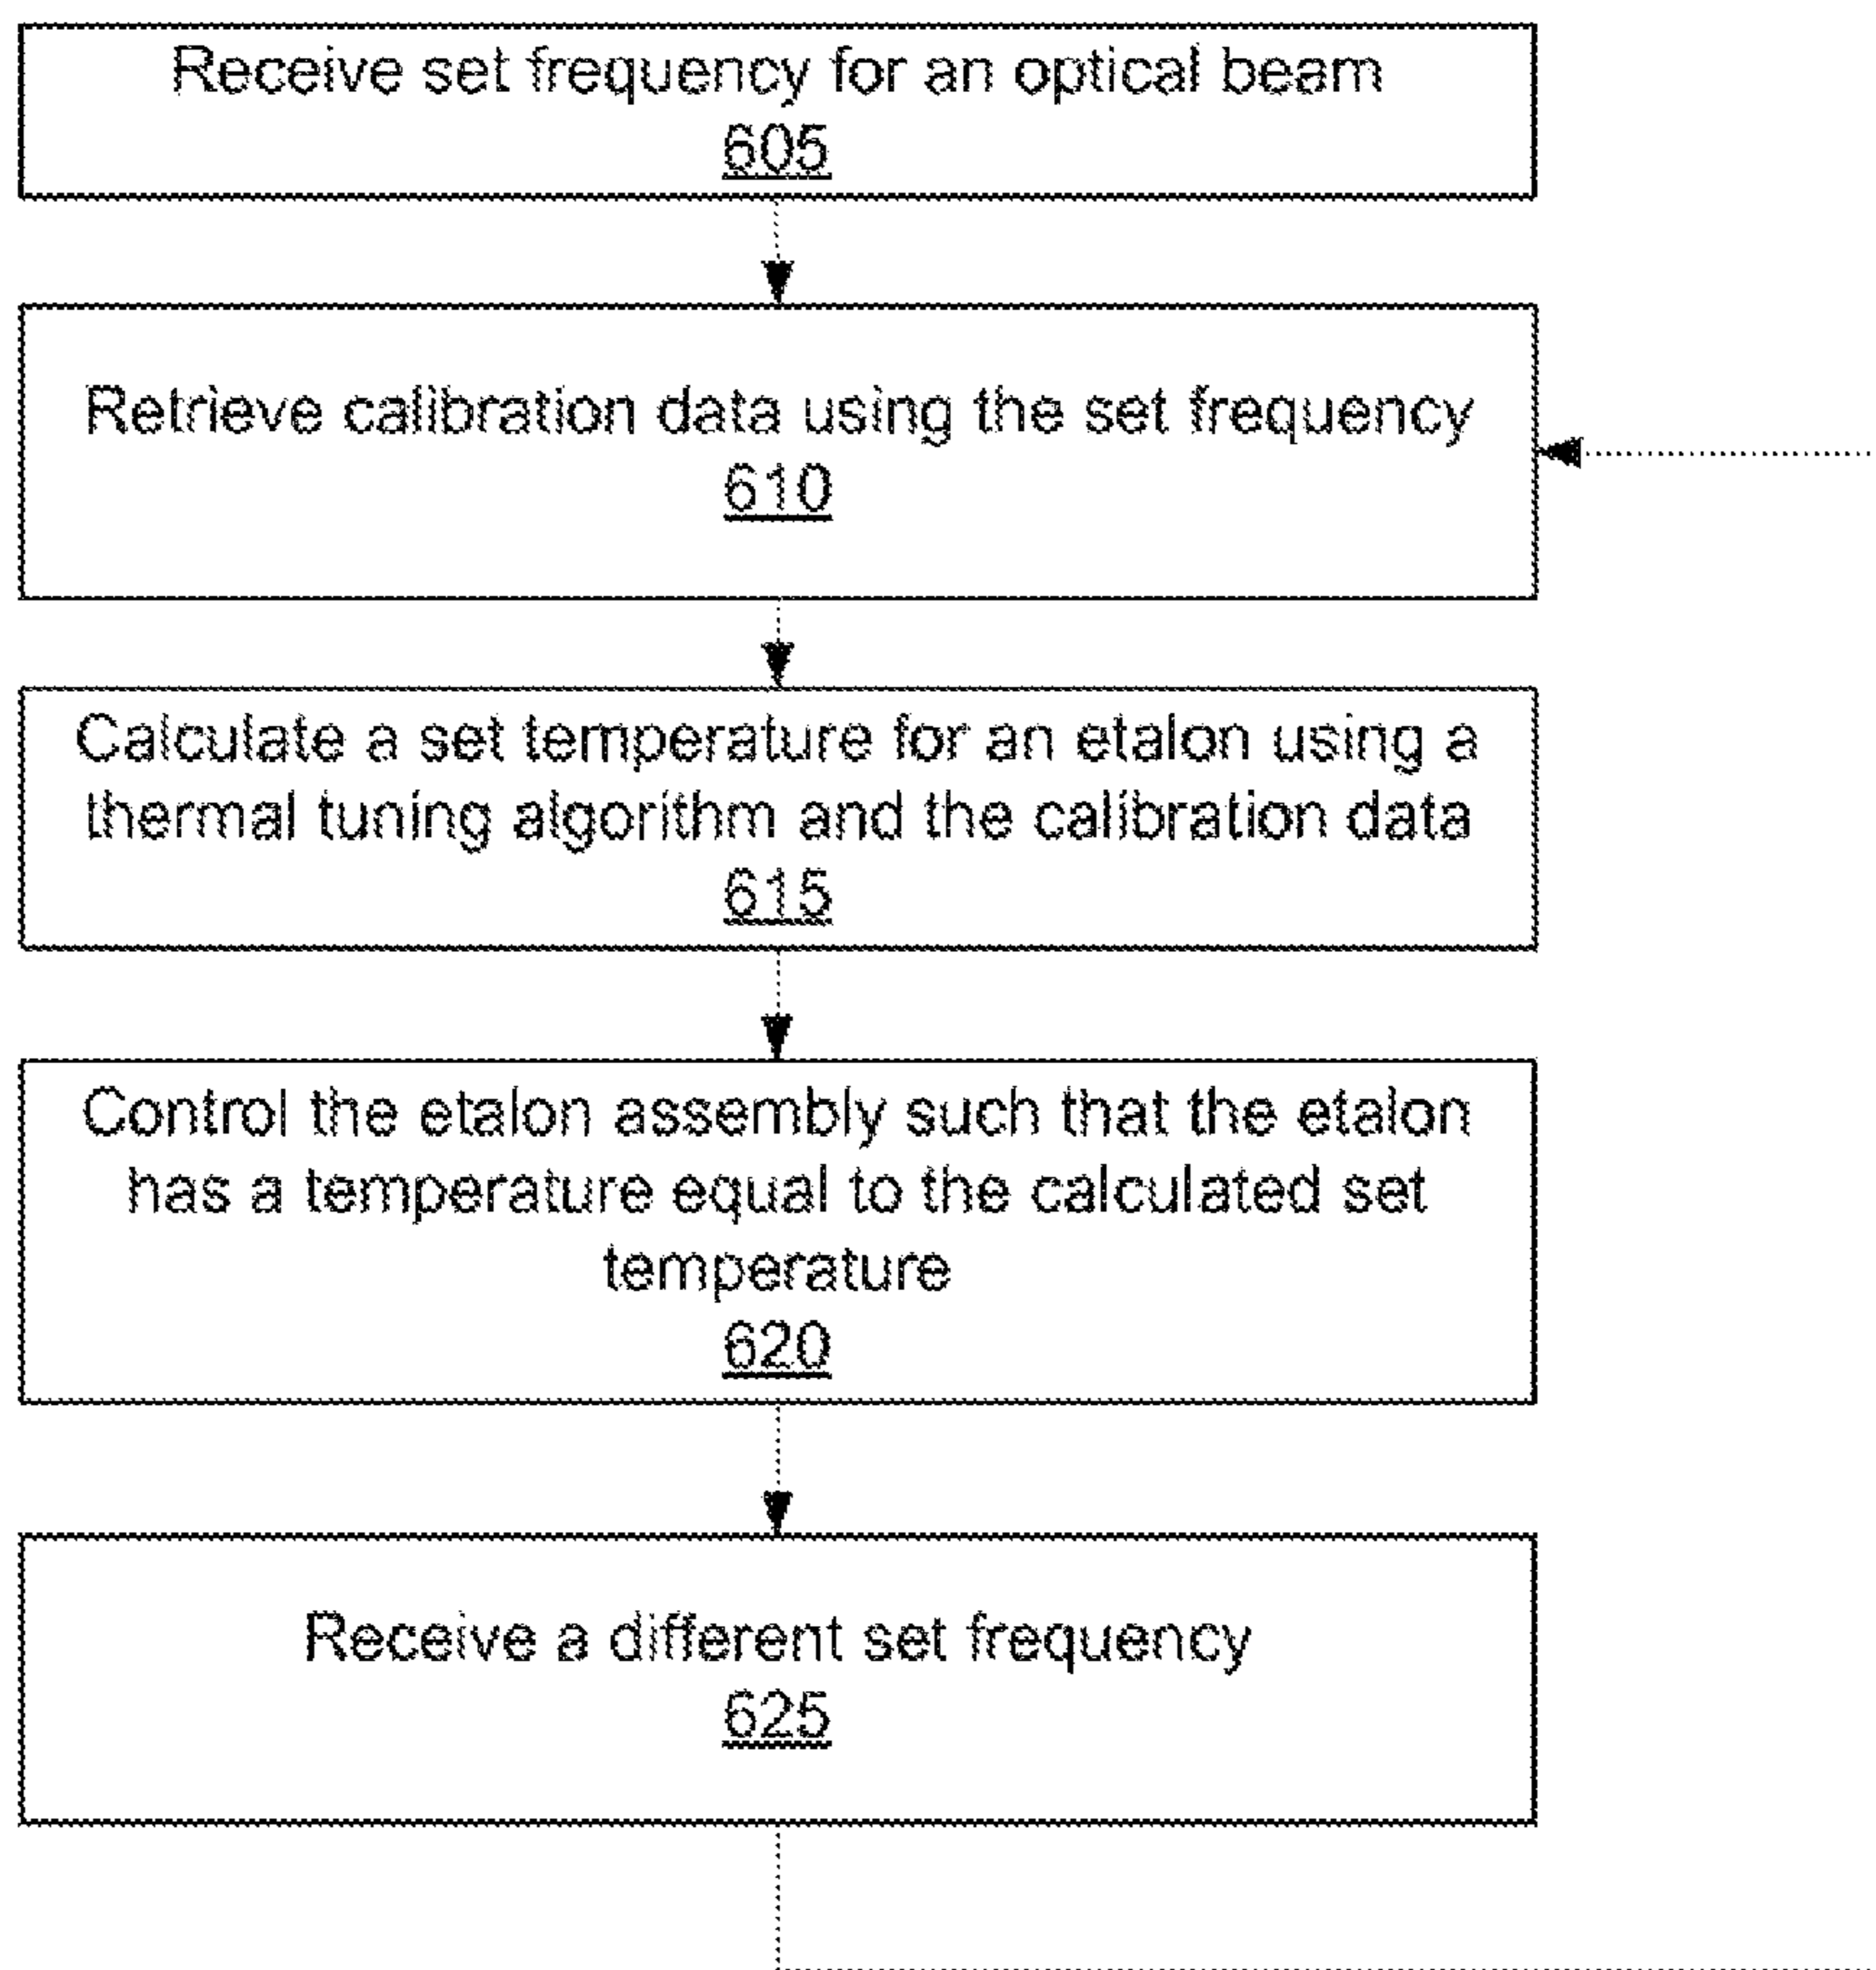 Receive set frequency for an optical beam
605
Retrieve calibration data using the set frequency
610
Calculate a set temperature for an etalon using a
thermal tuning algorithm and the calibration data
615
Control the etalon assembly such that the etalon
has a temperature equal to the calculated set
temperature
620
Receive a different set frequency
625